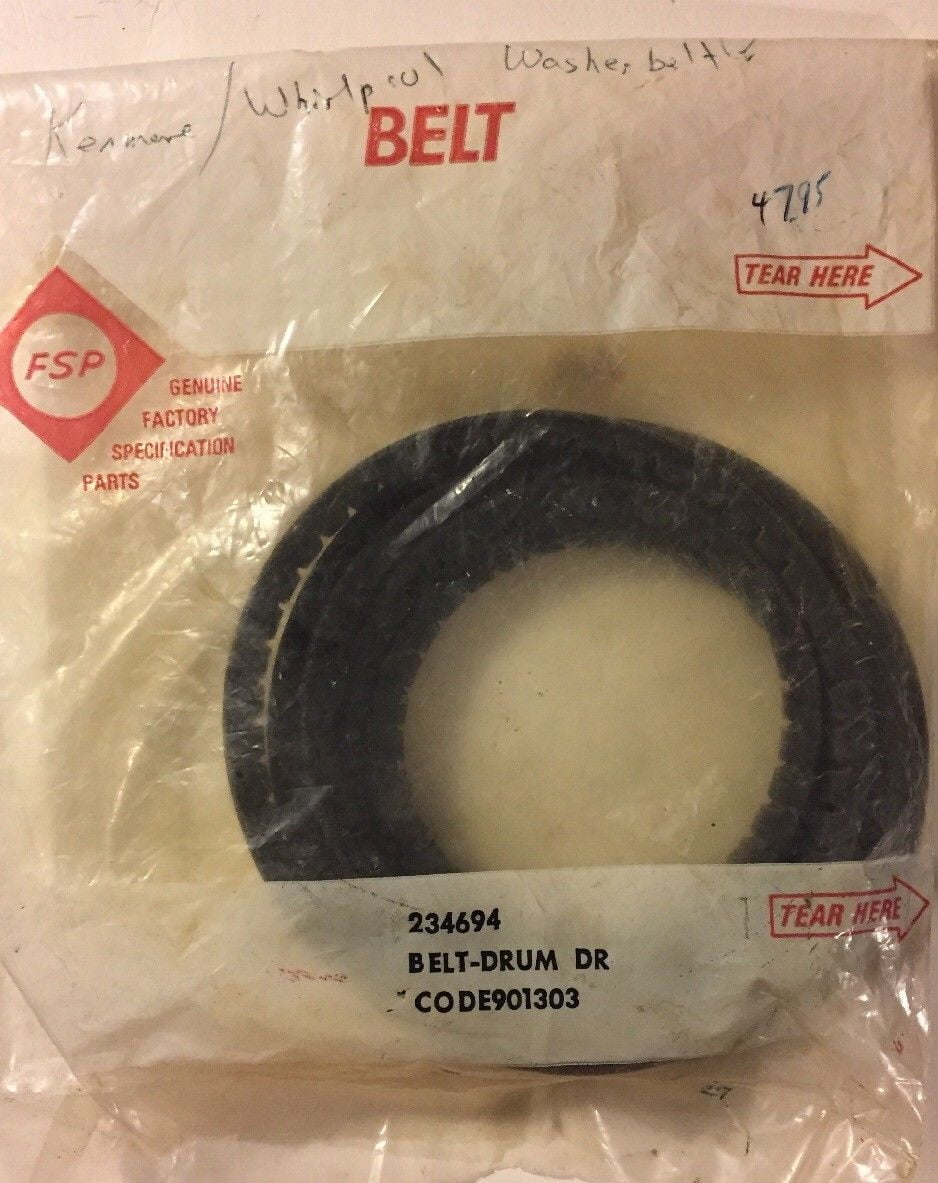 Kenmore / Whirlpool Washer belt
BELT
4795
TEAR HERE
FSP
GENUINE
FACTORY
SPECIFICATION
PARTS
234694
BELT-DRUM DR
CODE901303
TEAR HERE